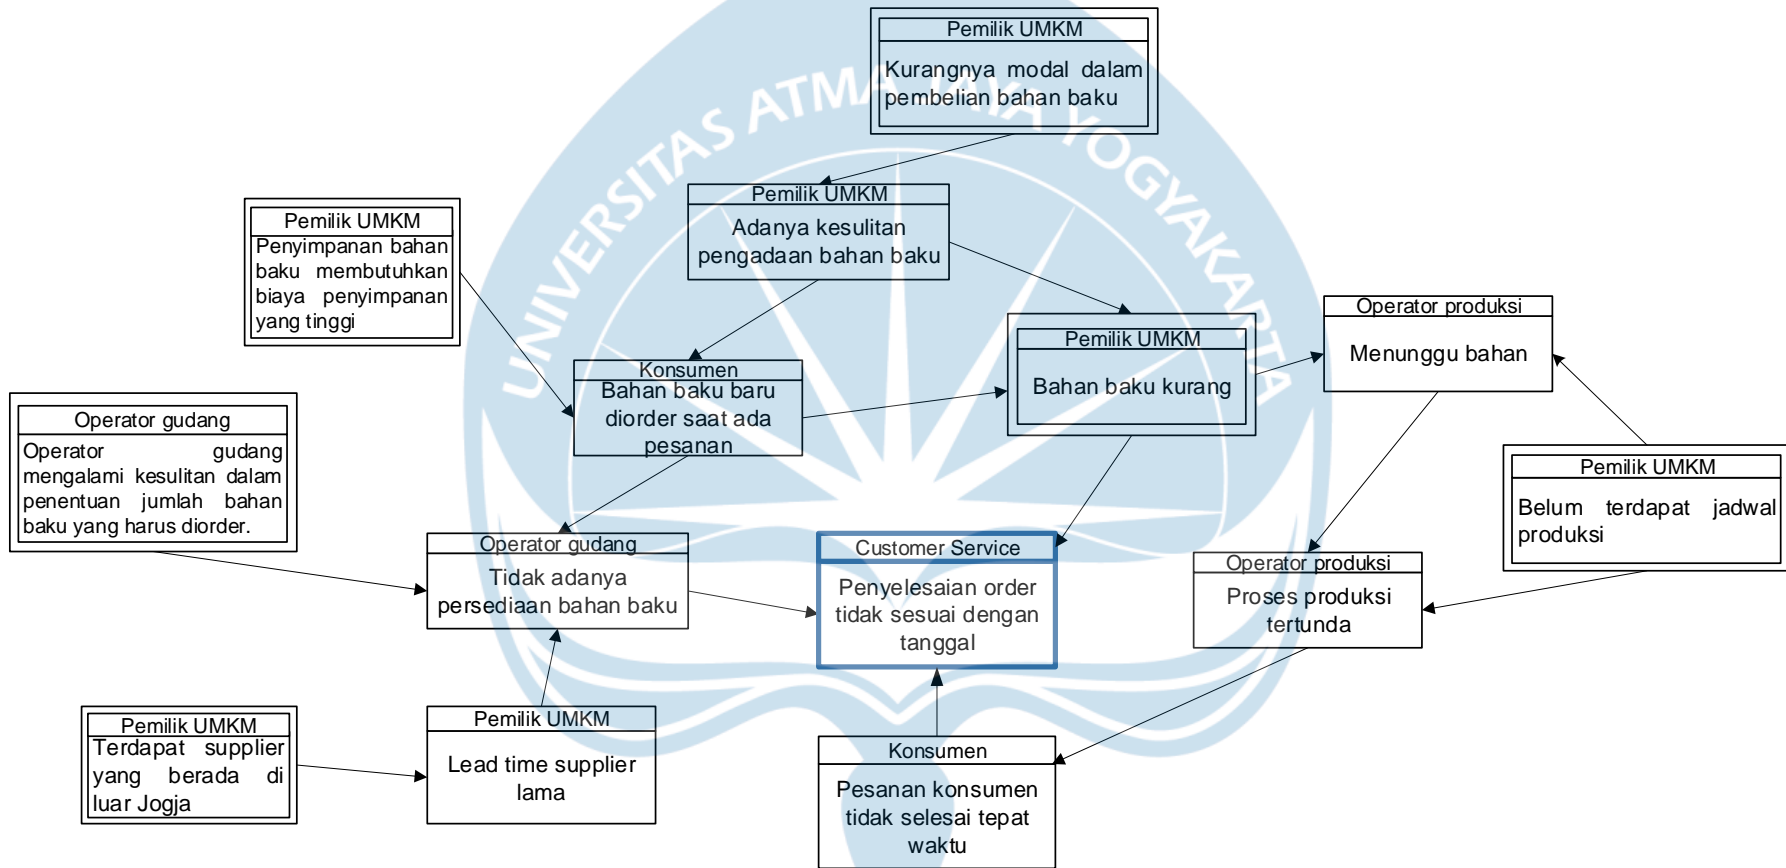 UNIVERSITAS ATMA JAYA YOGYAKARTA
Pemilik UMKM
Kurangnya modal dalam
pembelian bahan baku
Pemilik UMKM
Adanya kesulitan
pengadaan bahan baku
Pemilik UMKM
Penyimpanan bahan
baku membutuhkan
biaya penyimpanan
yang tinggi
Operator produksi
Menunggu bahan
Pemilik UMKM
Bahan baku kurang
Konsumen
Bahan baku baru
diorder saat ada
pesanan
Operator gudang
Operator gudang
mengalami kesulitan dalam
penentuan jumlah bahan
baku yang harus diorder.
Pemilik UMKM
Belum terdapat jadwal
produksi
Operator gudang
Tidak adanya
persediaan bahan baku
Customer Service
Penyelesaian order
tidak sesuai dengan
tanggal
Operator produksi
Proses produksi
tertunda
Pemilik UMKM
Terdapat supplier
yang berada di
luar Jogja
Pemilik UMKM
Lead time supplier
lama
Konsumen
Pesanan konsumen
tidak selesai tepat
waktu